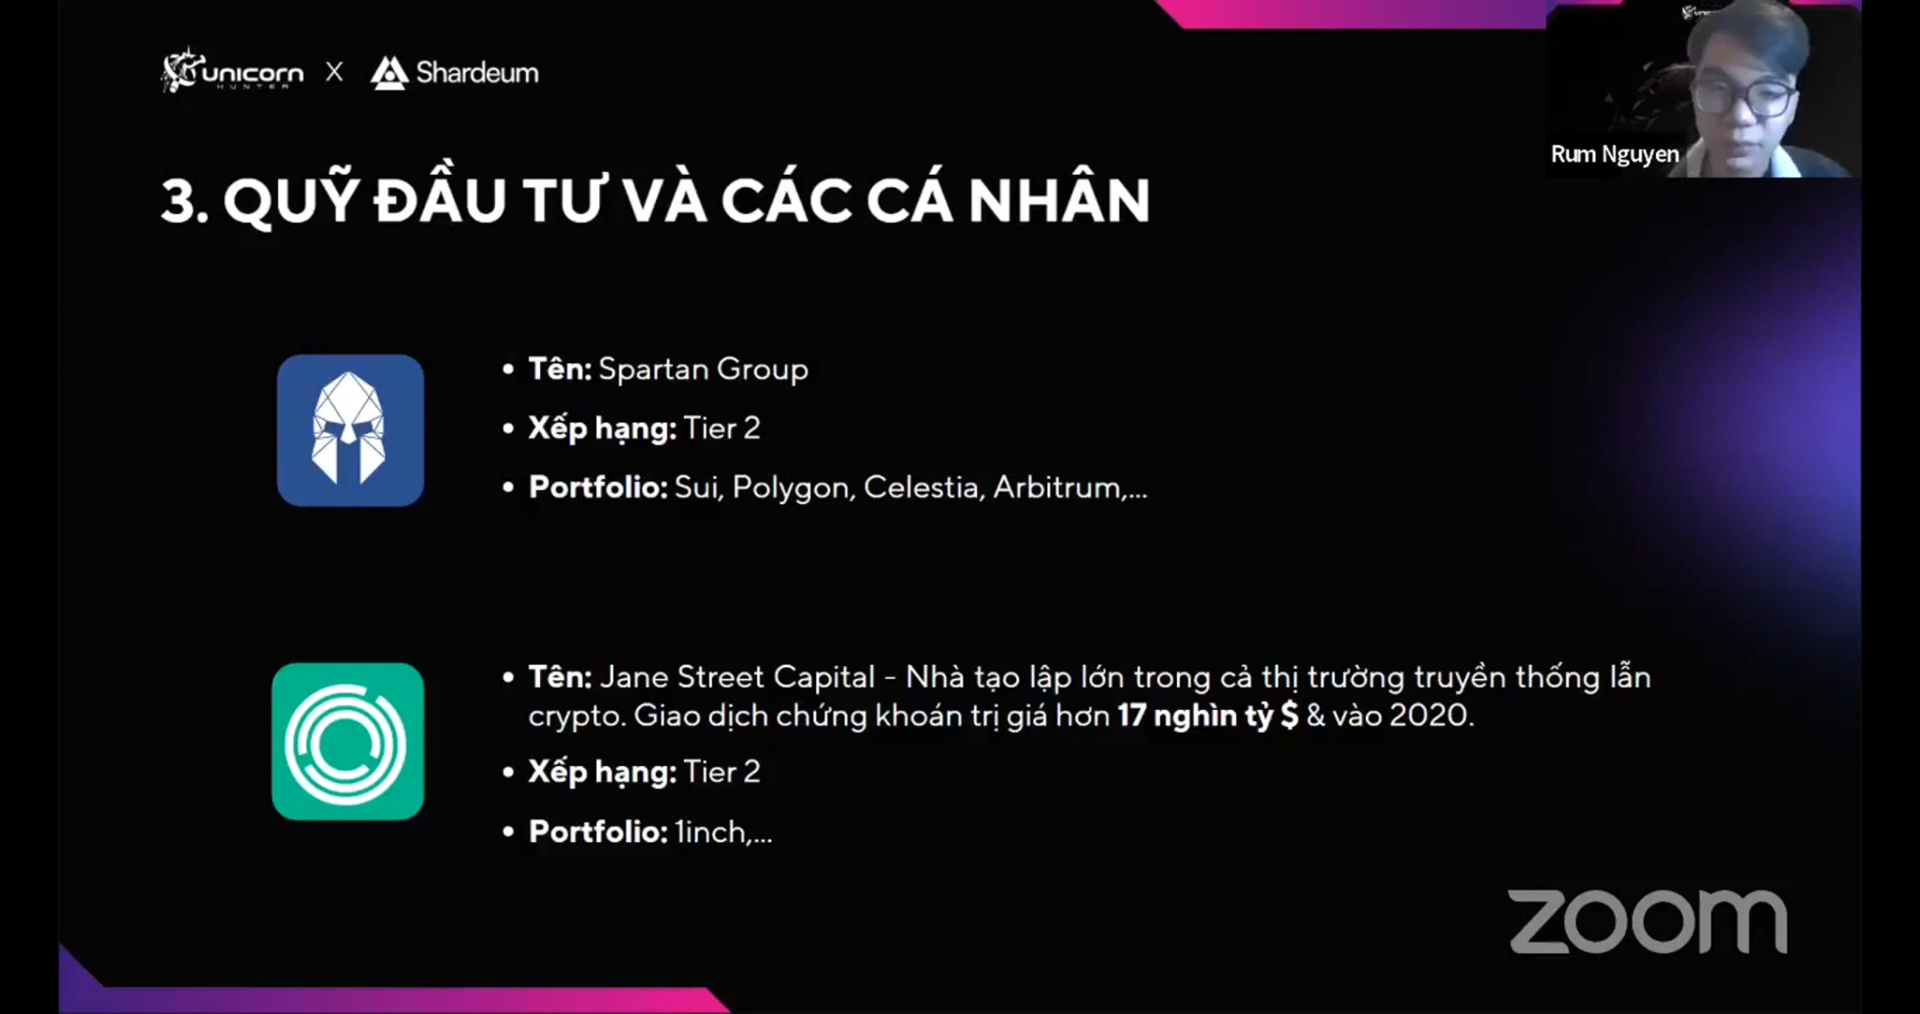 unicorn X Shardeum
HUNTER
Rum Nguyen
3. QUỸ ĐẦU TƯ VÀ CÁC CÁ NHÂN
• Tên: Spartan Group
• Xếp hạng: Tier 2
• Portfolio: Sui, Polygon, Celestia, Arbitrum,...
• Tên: Jane Street Capital - Nhà tạo lập lớn trong cả thị trường truyền thống lẫn
crypto. Giao dịch chứng khoán trị giá hơn 17 nghìn tỷ $ & vào 2020.
• Xếp hạng: Tier 2
• Portfolio: 1inch,...
zoom